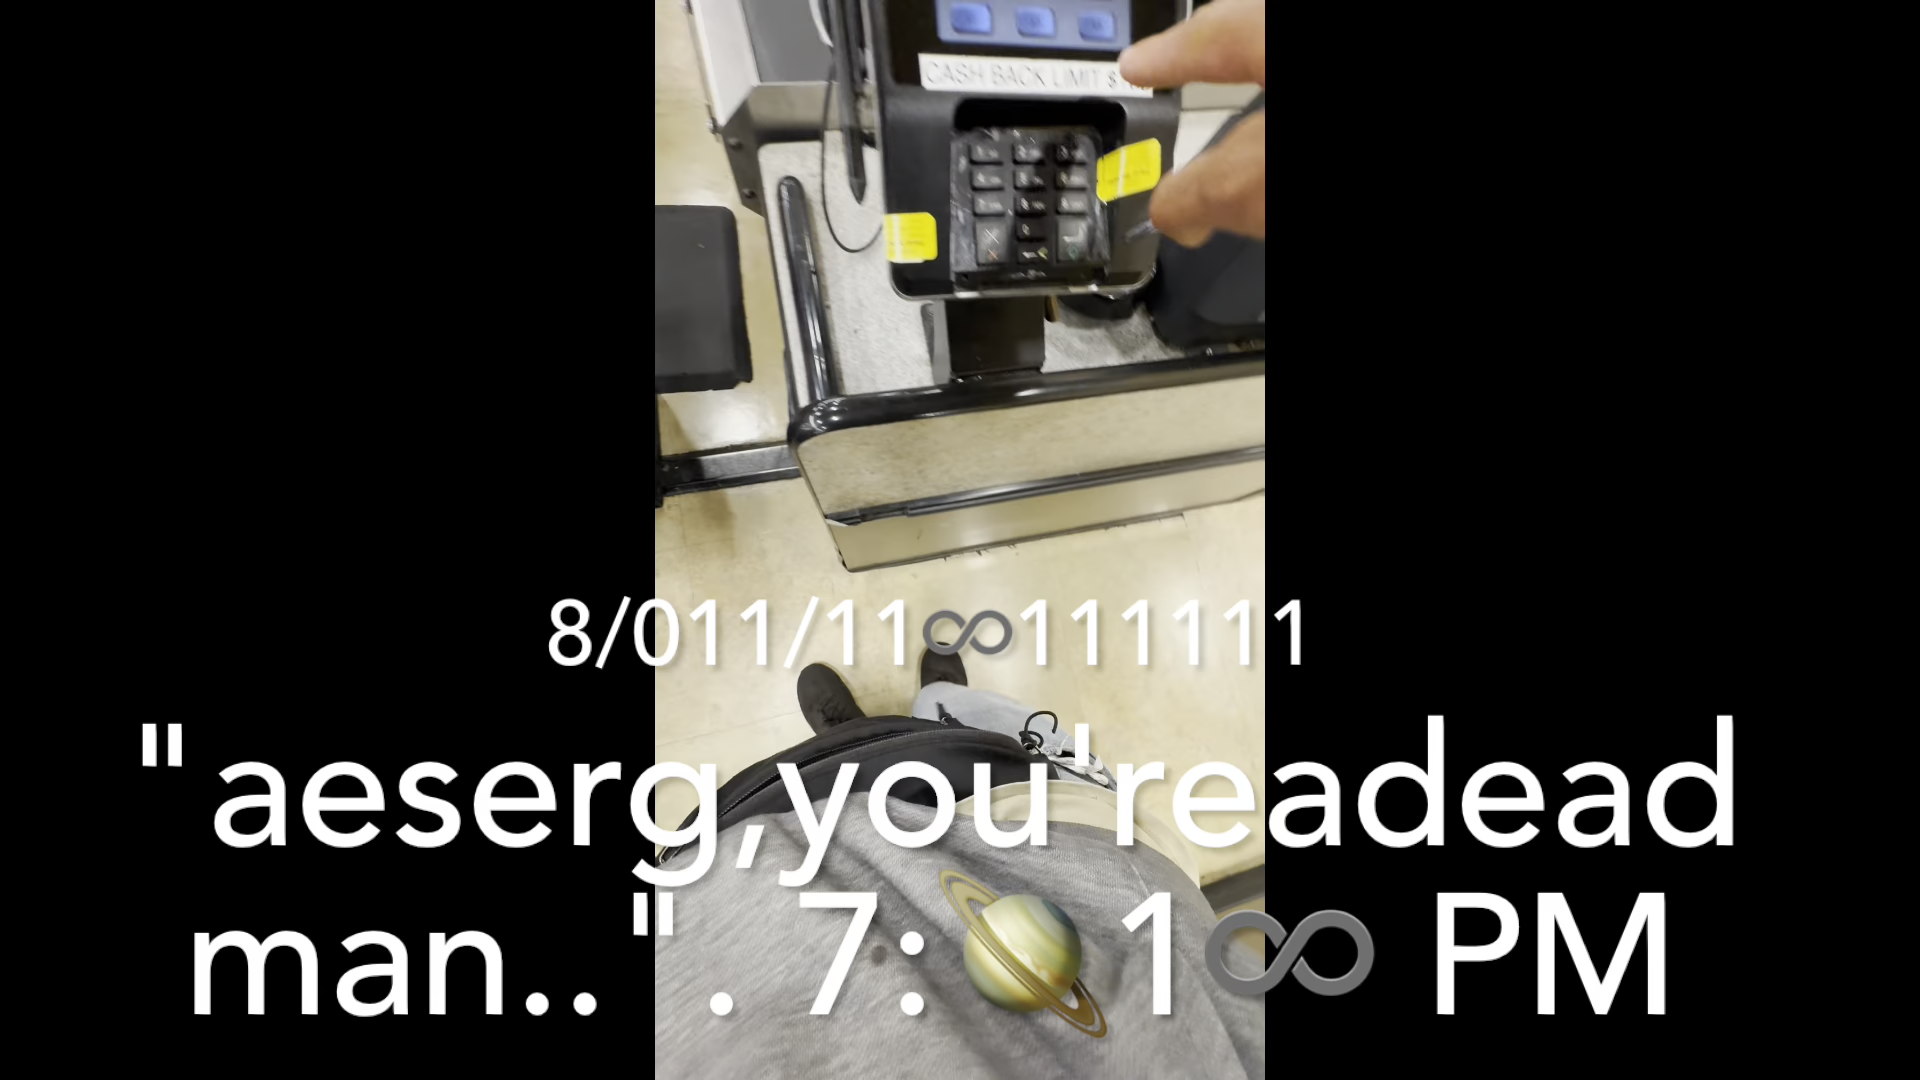 CASH BACK LIMIT $
8/011/11♾111111
"aeserg,you'readead
man.. " . 7: 🪐 1♾ PM